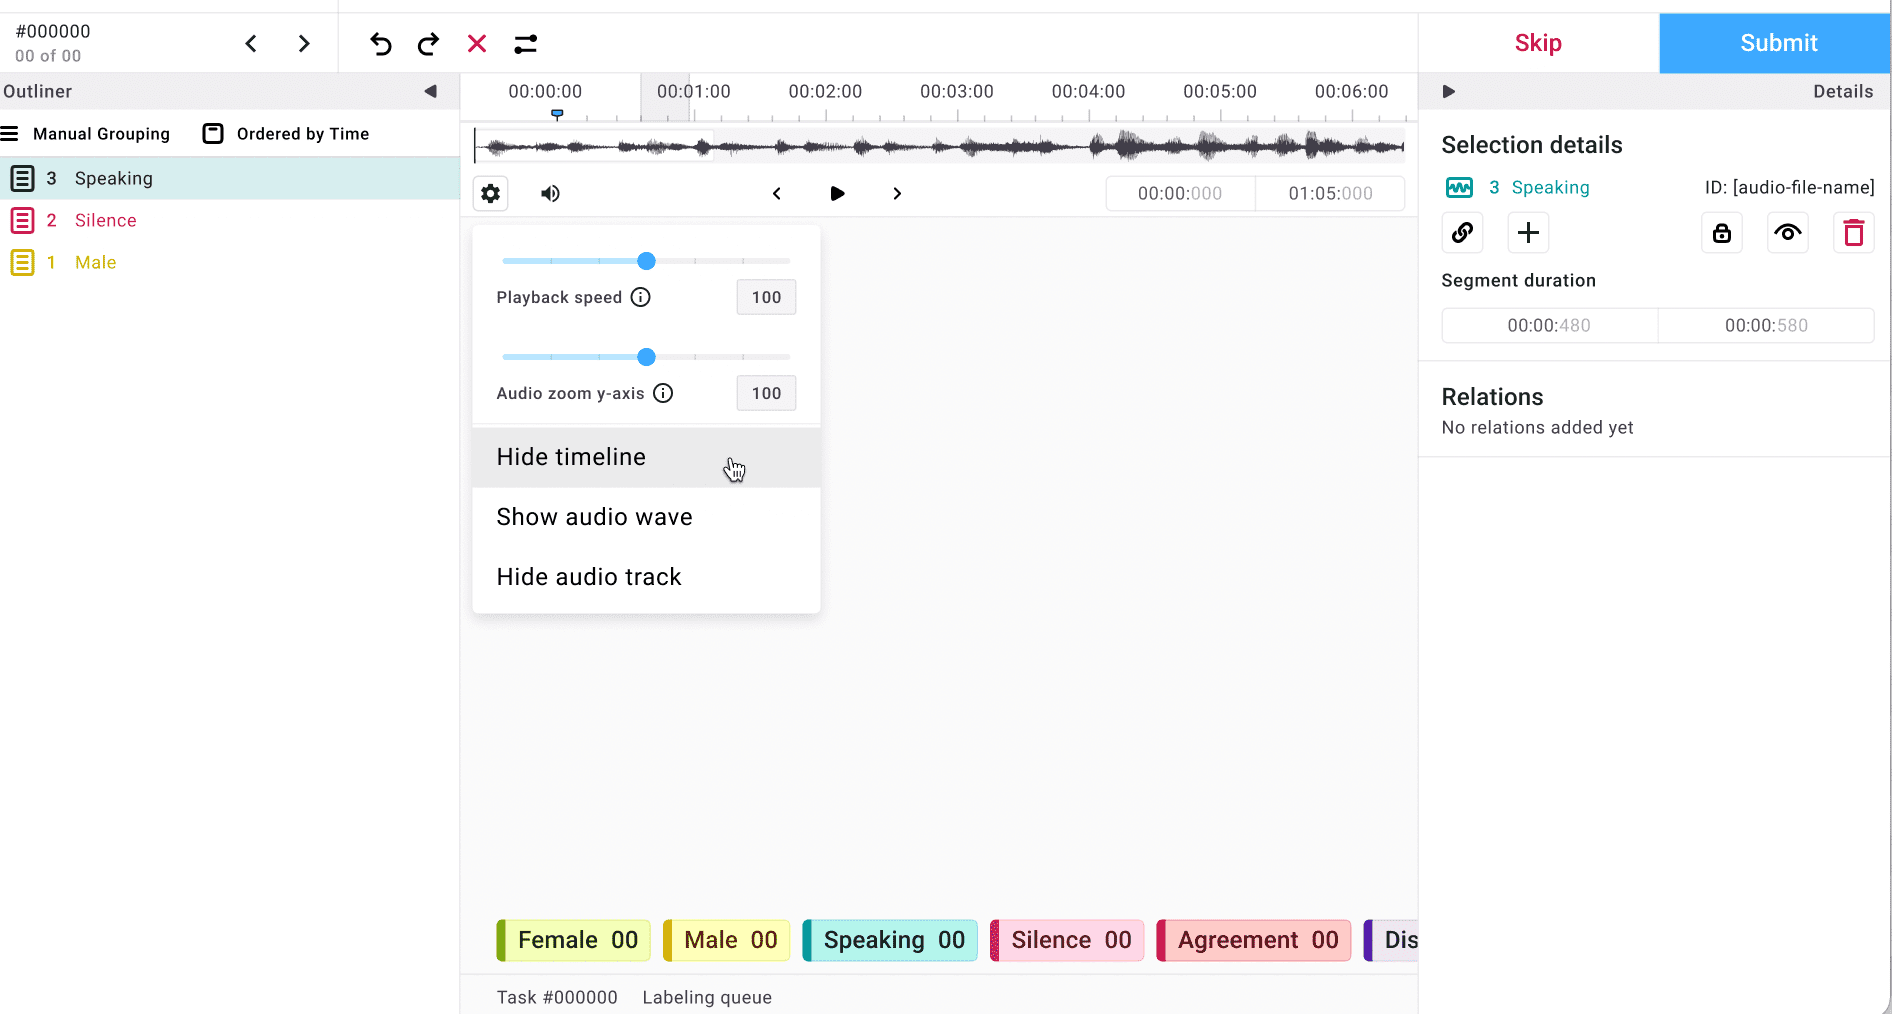 #000000
00 of 00
Skip
Submit
Outliner
00:00:00 00:01:00 00:02:00 00:03:00 00:04:00 00:05:00 00:06:00
Details
Manual Grouping Ordered by Time
3 Speaking
2 Silence
1 Male
00:00:000 01:05:000
Playback speed 100
Audio zoom y-axis 100
Hide timeline
Show audio wave
Hide audio track
Selection details
3 Speaking ID: [audio-file-name]
Segment duration
00:00:480 00:00:580
Relations
No relations added yet
Female 00 Male 00 Speaking 00 Silence 00 Agreement 00 Dis
Task #000000 Labeling queue